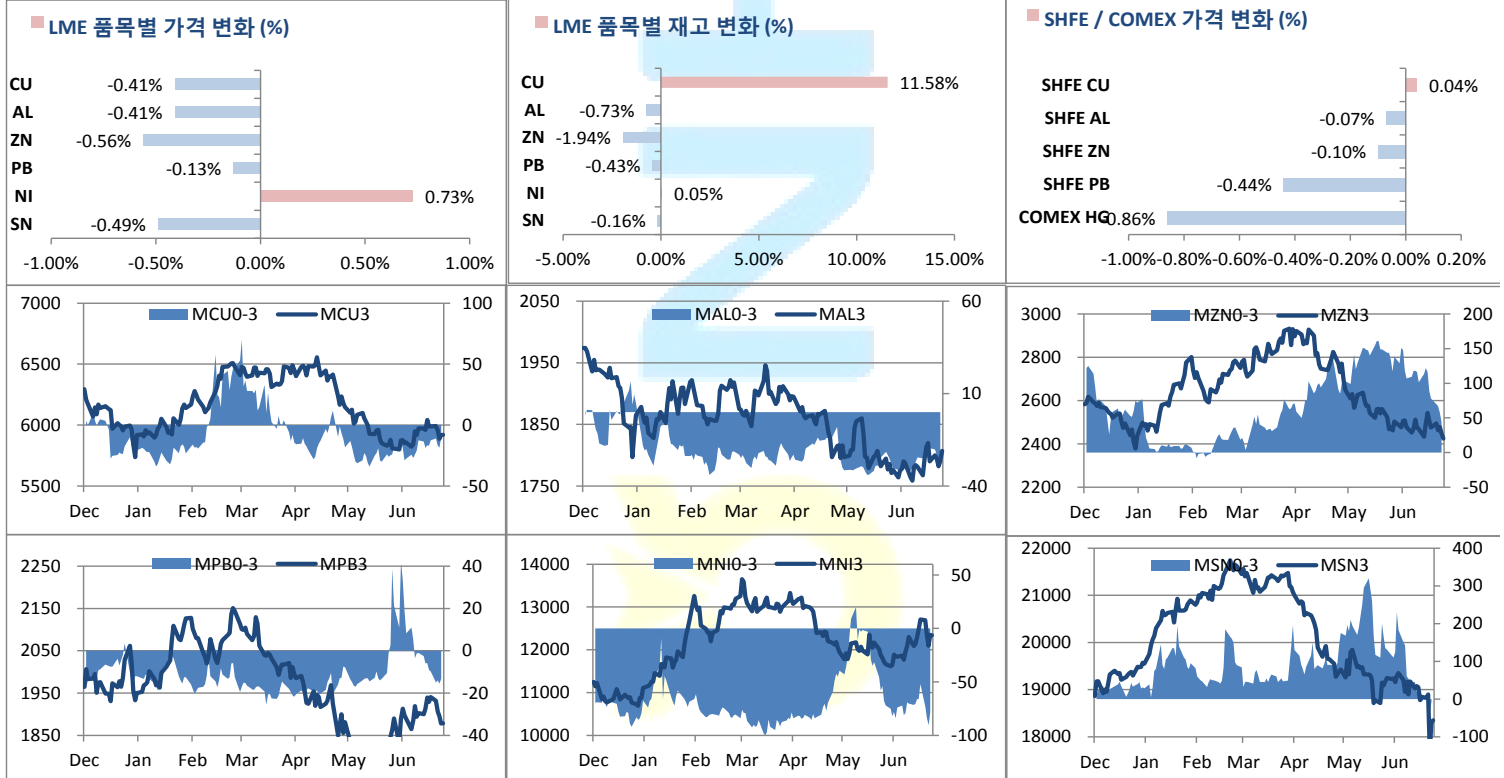 LME 품목별 가격 변화 (%)
CU -0.41%
AL -0.41%
ZN -0.56%
PB -0.13%
NI 0.73%
SN -0.49%
-1.00% -0.50% 0.00% 0.50% 1.00%
LME 품목별 재고 변화 (%)
CU 11.58%
AL -0.73%
ZN -1.94%
PB -0.43%
NI 0.05%
SN -0.16%
-5.00% 0.00% 5.00% 10.00% 15.00%
SHFE / COMEX 가격 변화 (%)
SHFE CU 0.04%
SHFE AL -0.07%
SHFE ZN -0.10%
SHFE PB -0.44%
COMEX HG -0.86%
-1.00% -0.80% -0.60% -0.40% -0.20% 0.00% 0.20%
MCU0-3 MCU3
7000 100
6500 50
6000 0
5500 -50
Dec Jan Feb Mar Apr May Jun
MAL0-3 MAL3
2050 60
1950
10
1850
1750 -40
Dec Jan Feb Mar Apr May Jun
MZN0-3 MZN3
3000 200
150
2800
100
2600
50
2400 0
2200 -50
Dec Jan Feb Mar Apr May Jun
MPB0-3 MPB3
2250 40
2150 20
2050 0
1950 -20
1850 -40
Dec Jan Feb Mar Apr May Jun
MNI0-3 MNI3
14000
50
13000
0
12000
-50
11000
10000 -100
Dec Jan Feb Mar Apr May Jun
MSN0-3 MSN3
22000 400
300
21000
200
20000
100
19000 0
18000 -100
Dec Jan Feb Mar Apr May Jun